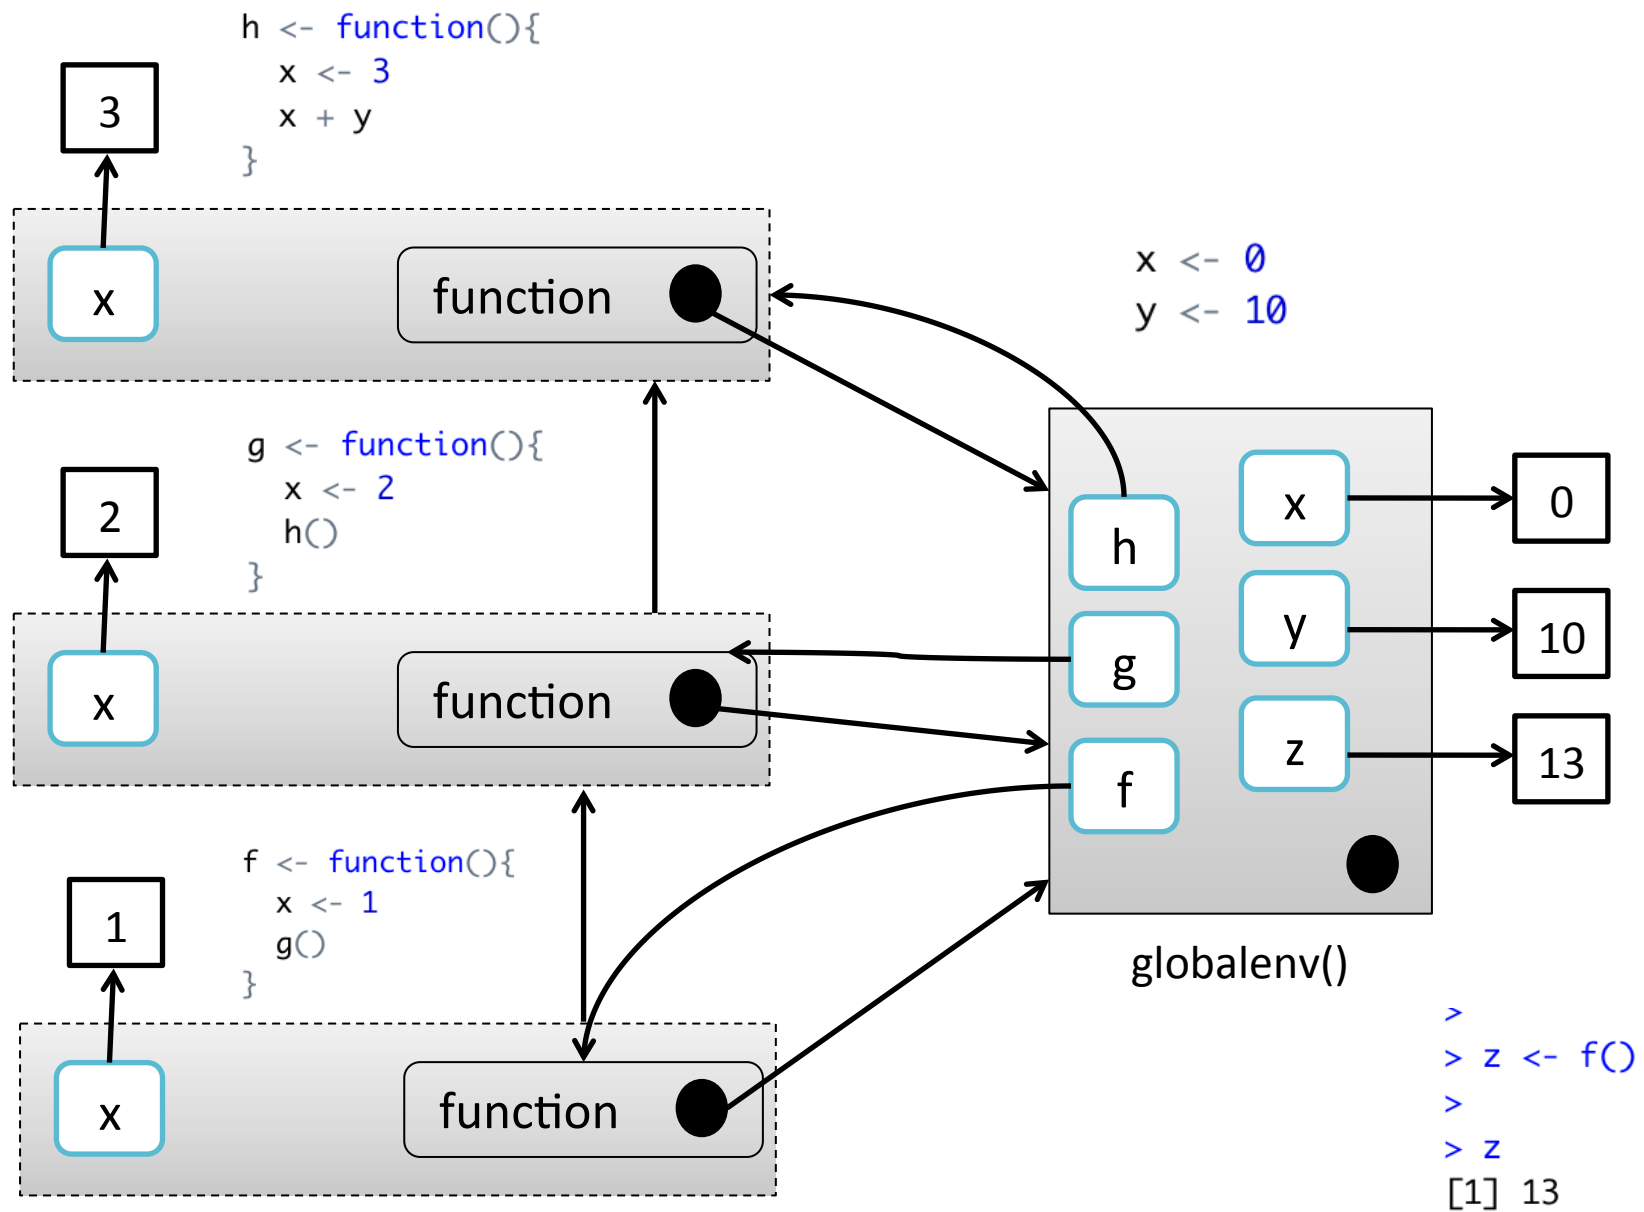 h <- function(){
  x <- 3
  x + y
}
3
x
function
x <- 0
y <- 10
g <- function(){
  x <- 2
  h()
}
2
x
function
h
g
f
x
y
z
0
10
13
globalenv()
f <- function(){
  x <- 1
  g()
}
1
x
function
>
> z <- f()
>
> z
[1] 13